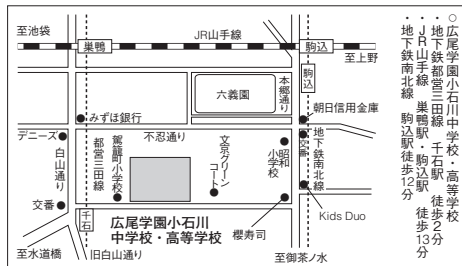 ○広尾学園小石川中学校・高等学校
・地下鉄都営三田線 千石駅 徒歩2分
・JR山手線 巣鴨駅・駒込駅 徒歩13分
・地下鉄南北線 駒込駅徒歩12分
至池袋
JR山手線
巣鴨
駒込
至上野
駒込
本郷通り
六義園
朝日信用金庫
みずほ銀行
デニーズ
不忍通り
交番
地下鉄南北線
白山通り
都営三田線
駕籠町小学校
文京グリーンコート
昭和小学校
交番
千石
広尾学園小石川
中学校・高等学校
櫻寿司
Kids Duo
至水道橋
旧白山通り
至御茶ノ水